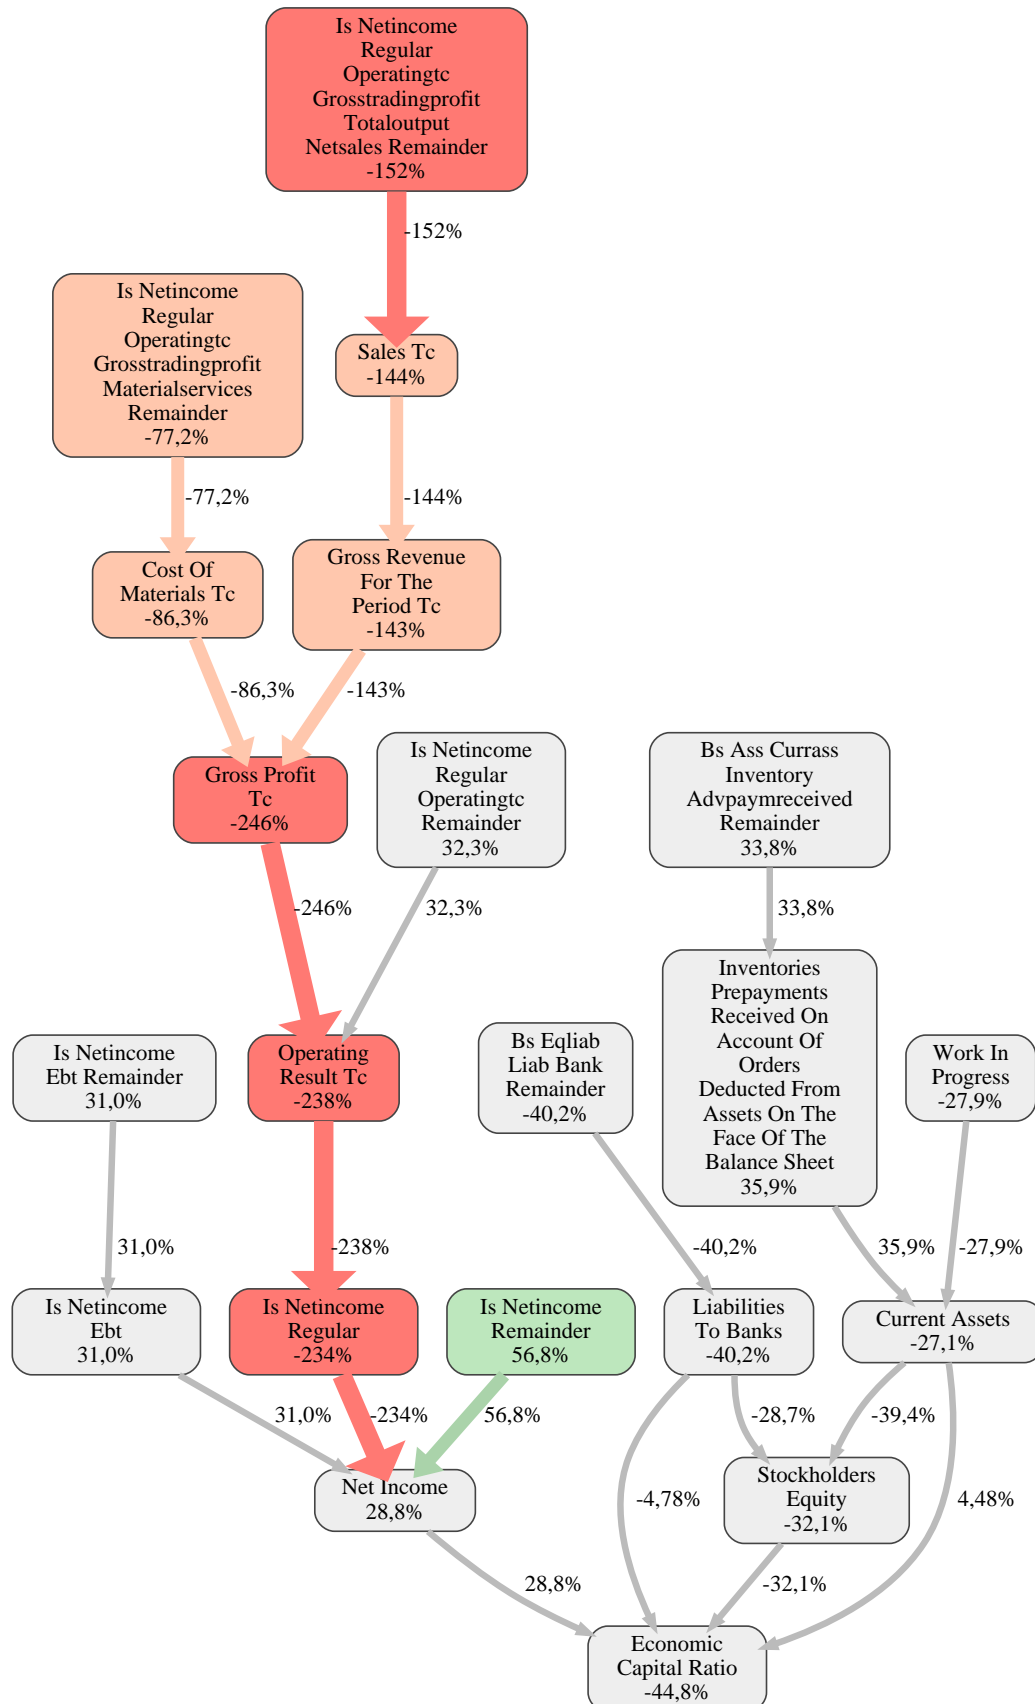 Is Netincome
Regular
Operatingtc
Grosstradingprofit
Totaloutput
Netsales Remainder
-152%
-152%
Is Netincome
Regular
Operatingtc
Grosstradingprofit
Materialservices
Remainder
-77,2%
Sales Tc
-144%
-77,2%
-144%
Cost Of
Materials Tc
-86,3%
Gross Revenue
For The
Period Tc
-143%
-86,3%
-143%
Gross Profit
Tc
-246%
Is Netincome
Regular
Operatingtc
Remainder
32,3%
Bs Ass Currass
Inventory
Advpaymreceived
Remainder
33,8%
-246%
32,3%
33,8%
Is Netincome
Ebt Remainder
31,0%
Operating
Result Tc
-238%
Bs Eqliab
Liab Bank
Remainder
-40,2%
Inventories
Prepayments
Received On
Account Of
Orders
Deducted From
Assets On The
Face Of The
Balance Sheet
35,9%
Work In
Progress
-27,9%
31,0%
-238%
-40,2%
35,9%
-27,9%
Is Netincome
Ebt
31,0%
Is Netincome
Regular
-234%
Is Netincome
Remainder
56,8%
Liabilities
To Banks
-40,2%
Current Assets
-27,1%
31,0%
-234%
56,8%
-28,7%
-39,4%
Net Income
28,8%
-4,78%
Stockholders
Equity
-32,1%
4,48%
28,8%
-32,1%
Economic
Capital Ratio
-44,8%